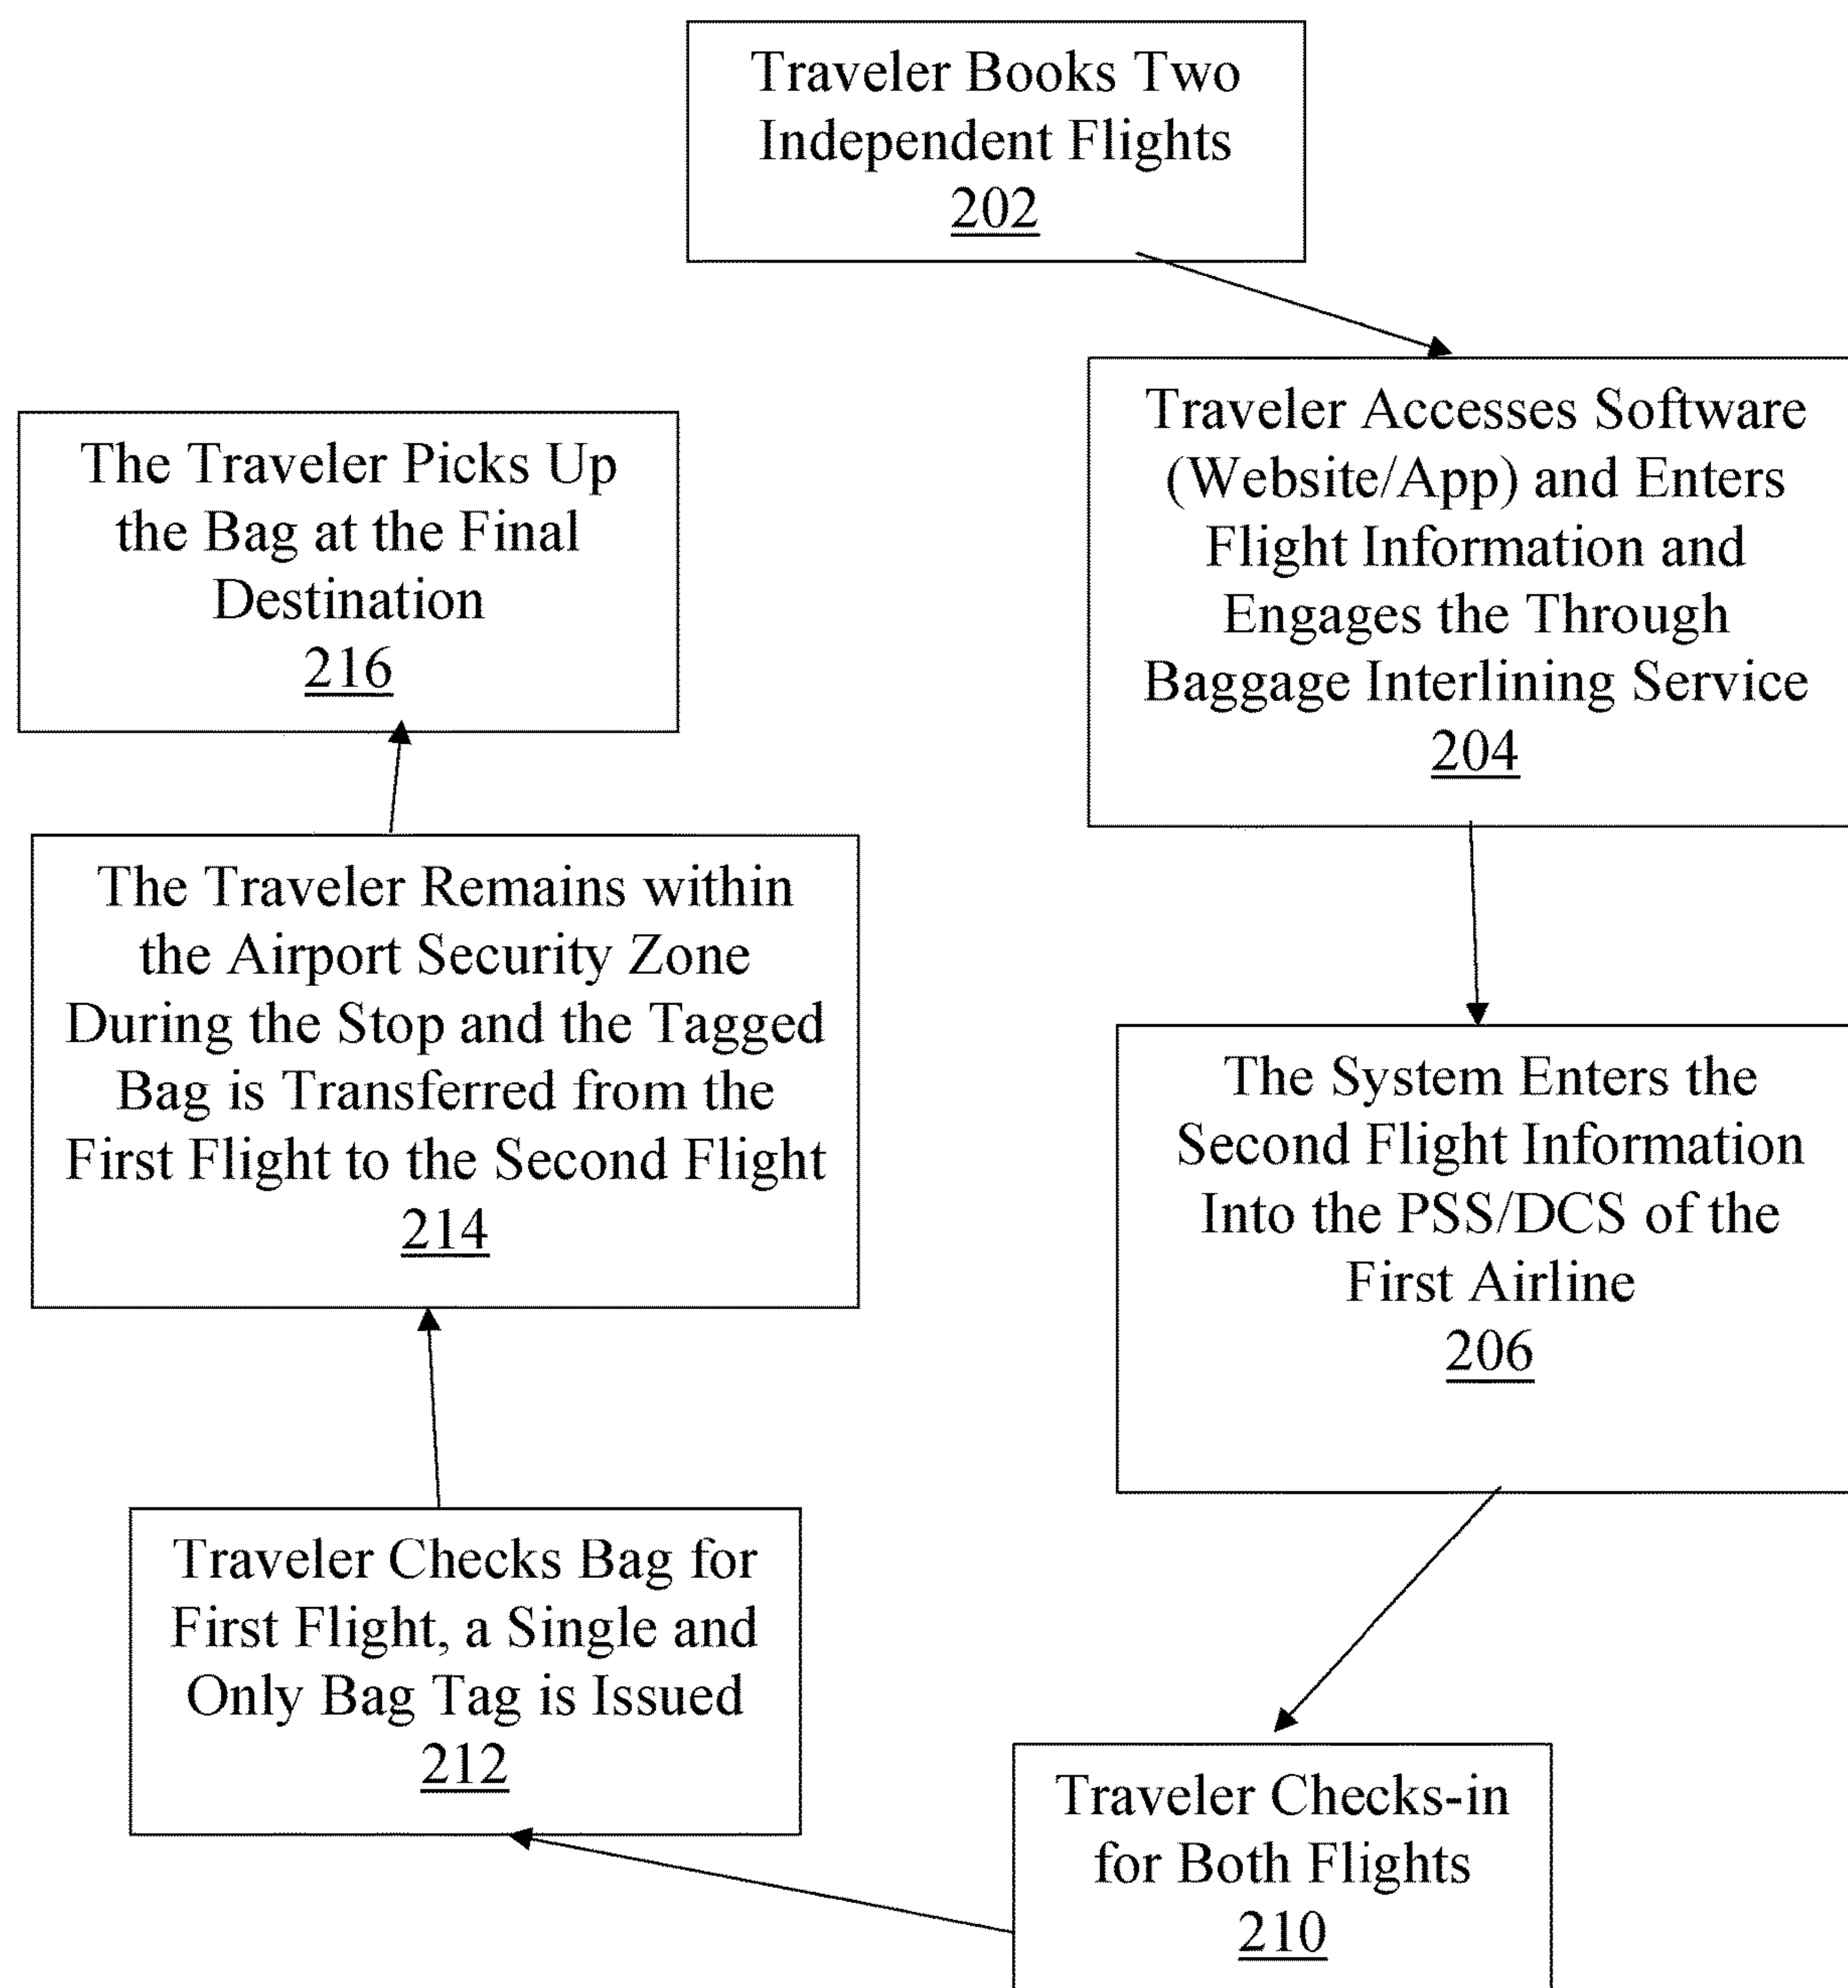 Traveler Books Two
Independent Flights
202
Traveler Accesses Software
(Website/App) and Enters
Flight Information and
Engages the Through
Baggage Interlining Service
204
The System Enters the
Second Flight Information
Into the PSS/DCS of the
First Airline
206
Traveler Checks-in
for Both Flights
210
Traveler Checks Bag for
First Flight, a Single and
Only Bag Tag is Issued
212
The Traveler Remains within
the Airport Security Zone
During the Stop and the Tagged
Bag is Transferred from the
First Flight to the Second Flight
214
The Traveler Picks Up
the Bag at the Final
Destination
216